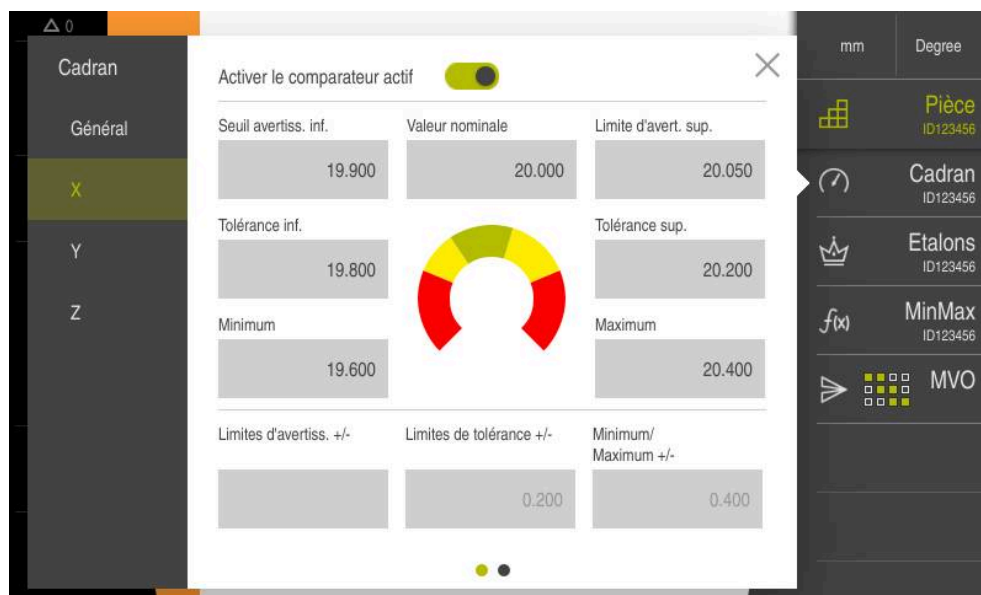 0
Cadran
Général
X
Y
Z
Activer le comparateur actif
Seuil avertiss. inf.
Valeur nominale
Limite d'avert. sup.
19.900
20.000
20.050
Tolérance inf.
Tolérance sup.
19.800
20.200
Minimum
Maximum
19.600
20.400
Limites d'avertiss. +/-
Limites de tolérance +/-
Minimum/
Maximum +/-
0.200
0.400
mm
Degree
Pièce
ID123456
Cadran
ID123456
Etalons
ID123456
f(x)
MinMax
ID123456
MVO